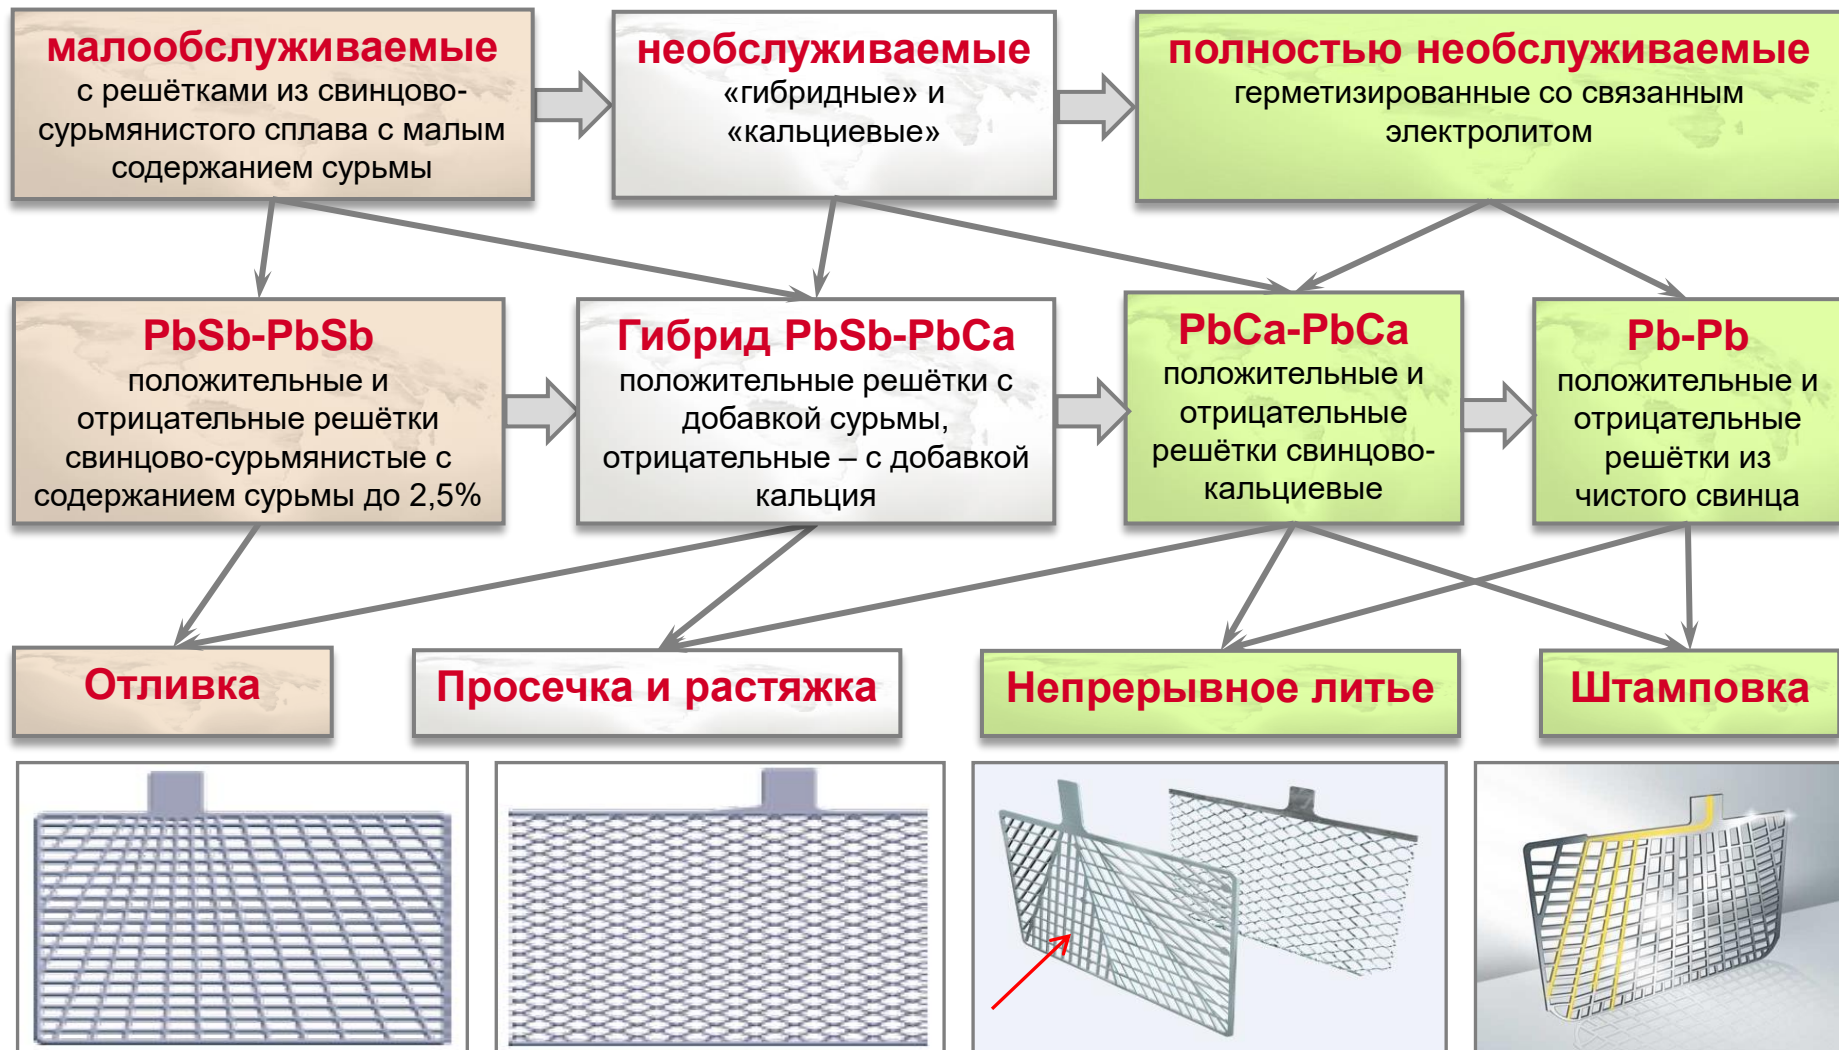 малообслуживаемые
с решётками из свинцово-
сурьмянистого сплава с малым
содержанием сурьмы
необслуживаемые
«гибридные» и
«кальциевые»
полностью необслуживаемые
герметизированные со связанным
электролитом
PbSb-PbSb
положительные и
отрицательные решётки
свинцово-сурьмянистые с
содержанием сурьмы до 2,5%
Гибрид PbSb-PbCa
положительные решётки с
добавкой сурьмы,
отрицательные – с добавкой
кальция
PbCa-PbCa
положительные и
отрицательные
решётки свинцово-
кальциевые
Pb-Pb
положительные и
отрицательные
решётки из
чистого свинца
Отливка
Просечка и растяжка
Непрерывное литье
Штамповка